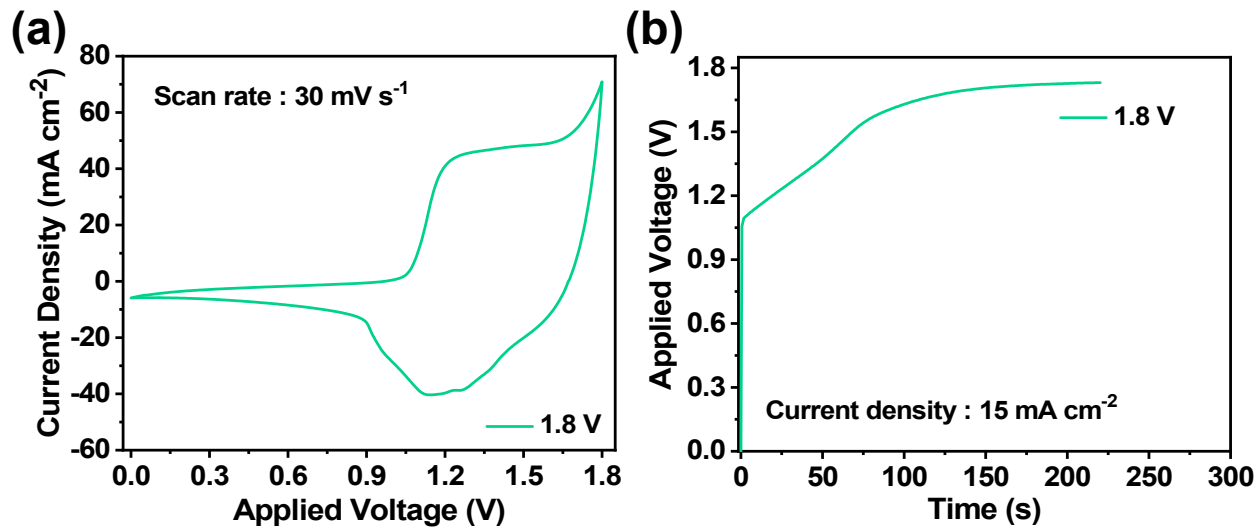 (a)
80
60
40
20
0
-20
-40
-60
Current Density (mA cm⁻²)
Scan rate : 30 mV s⁻¹
1.8 V
0.0 0.3 0.6 0.9 1.2 1.5 1.8
Applied Voltage (V)
(b)
1.8
1.5
1.2
0.9
0.6
0.3
0.0
Applied Voltage (V)
1.8 V
Current density : 15 mA cm⁻²
0 50 100 150 200 250 300
Time (s)